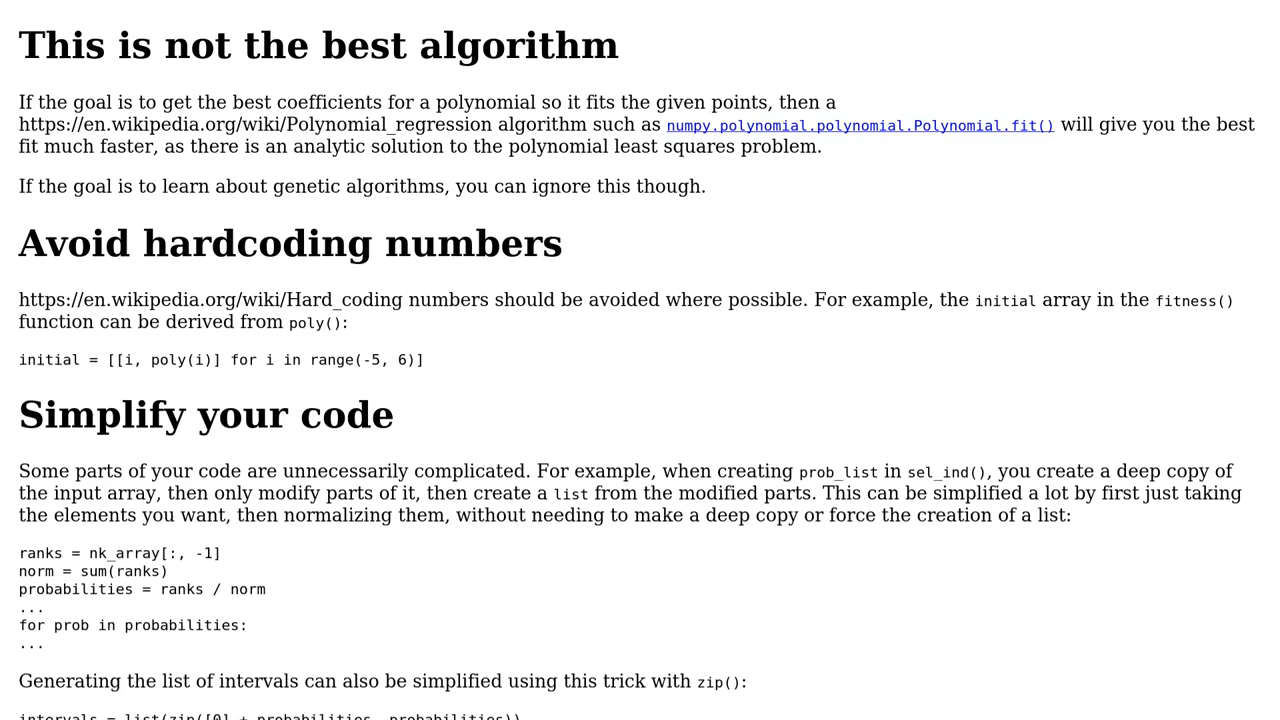 This is not the best algorithm
If the goal is to get the best coefficients for a polynomial so it fits the given points, then a
https://en.wikipedia.org/wiki/Polynomial_regression algorithm such as numpy.polynomial.polynomial.Polynomial.fit() will give you the best
fit much faster, as there is an analytic solution to the polynomial least squares problem.
If the goal is to learn about genetic algorithms, you can ignore this though.
Avoid hardcoding numbers
https://en.wikipedia.org/wiki/Hard_coding numbers should be avoided where possible. For example, the initial array in the fitness()
function can be derived from poly():
initial = [[i, poly(i)] for i in range(-5, 6)]
Simplify your code
Some parts of your code are unnecessarily complicated. For example, when creating prob_list in sel_ind(), you create a deep copy of
the input array, then only modify parts of it, then create a list from the modified parts. This can be simplified a lot by first just taking
the elements you want, then normalizing them, without needing to make a deep copy or force the creation of a list:
ranks = nk_array[:, -1]
norm = sum(ranks)
probabilities = ranks / norm
...
for prob in probabilities:
...
Generating the list of intervals can also be simplified using this trick with zip():
intervals = list(zip([0] + probabilities, probabilities))